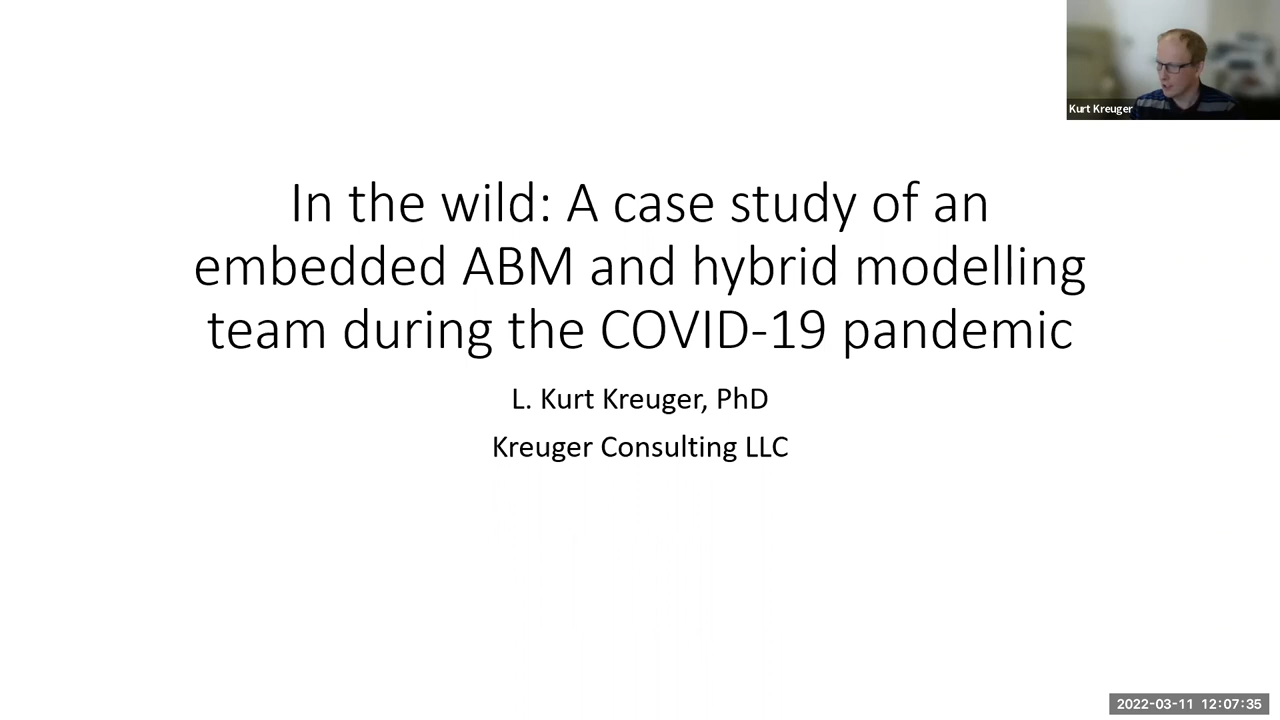 Kurt Kreuger
In the wild: A case study of an
embedded ABM and hybrid modelling
team during the COVID-19 pandemic
L. Kurt Kreuger, PhD
Kreuger Consulting LLC
2022-03-11 12:07:35